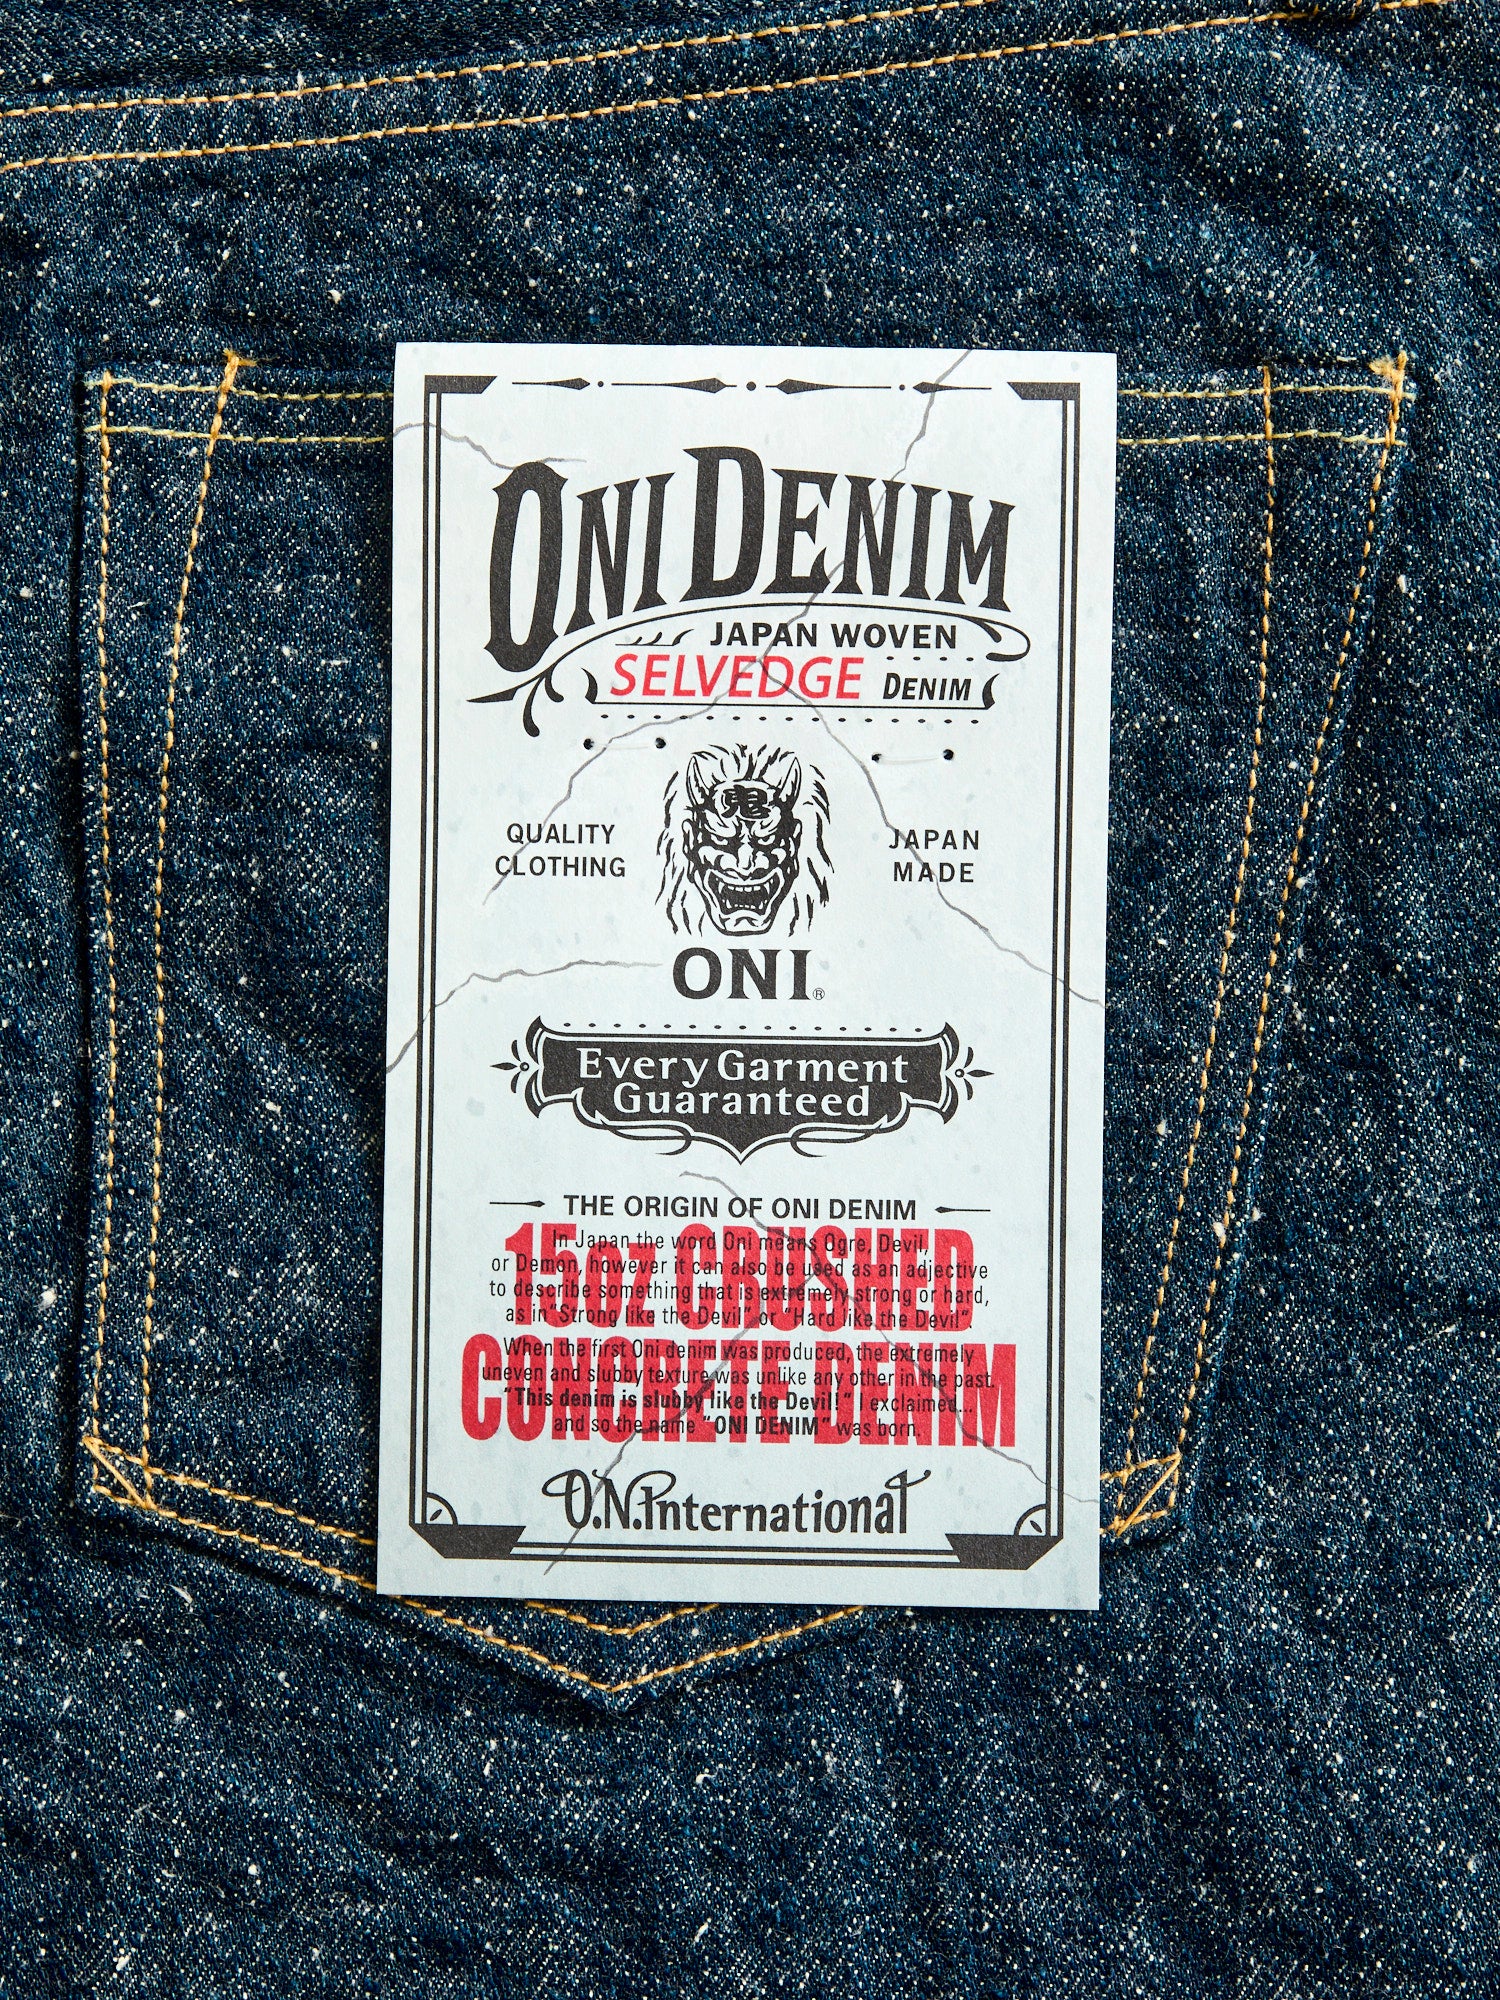 ONI DENIM
JAPAN WOVEN
SELVEDGE DENIM
QUALITY
CLOTHING
JAPAN
MADE
ONI®
Every Garment
Guaranteed
THE ORIGIN OF ONI DENIM
15oz CRUSHED
CONCRETE DENIM
In Japan the word Oni means Ogre, Devil,
or Demon, however it can also be used as an adjective
to describe something that is extremely strong or hard,
as in "Strong like the Devil" or "Hard like the Devil".
When the first Oni denim was produced, the extremely
uneven and slubby texture was unlike any other in the past.
"This denim is slubby like the Devil!" I exclaimed...
and so the name "ONI DENIM" was born.
O.N.International